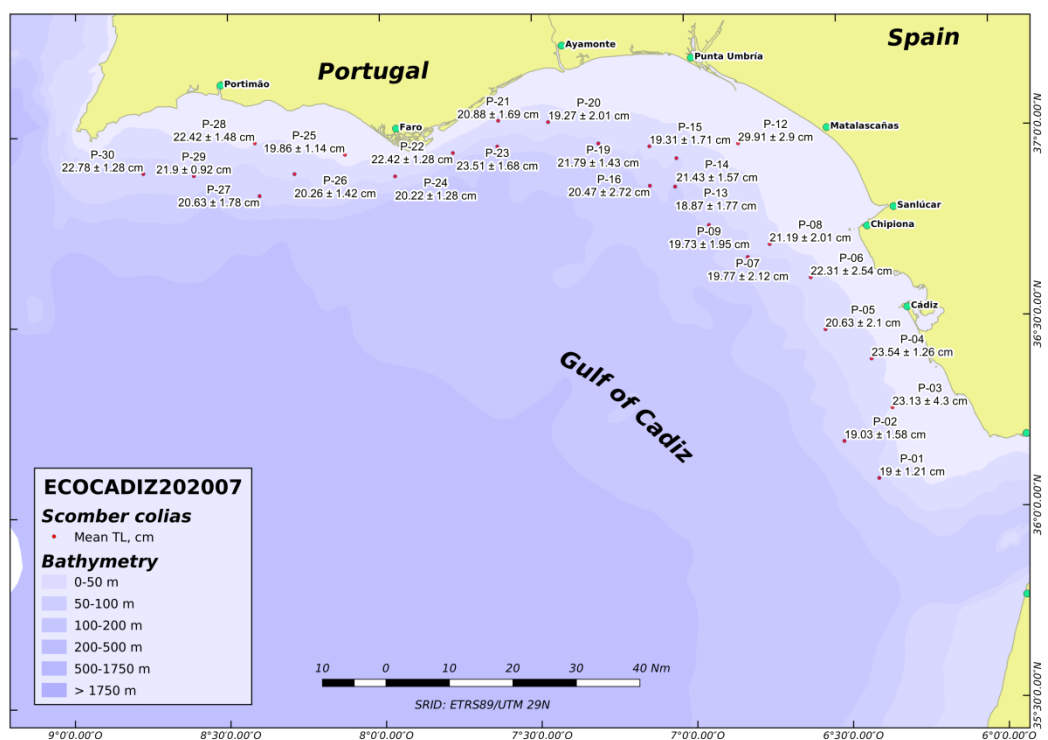 Spain
Portugal
Ayamonte
Punta Umbría
Portimão
Faro
Matalascañas
Sanlúcar
Chipiona
Cádiz
P-21
20.88 ± 1.69 cm
P-20
19.27 ± 2.01 cm
P-28
22.42 ± 1.48 cm
P-25
19.86 ± 1.14 cm
P-22
22.42 ± 1.28 cm
P-23
23.51 ± 1.68 cm
P-19
21.79 ± 1.43 cm
P-15
19.31 ± 1.71 cm
P-12
29.91 ± 2.9 cm
P-30
22.78 ± 1.28 cm
P-29
21.9 ± 0.92 cm
P-27
20.63 ± 1.78 cm
P-26
20.26 ± 1.42 cm
P-24
20.22 ± 1.28 cm
P-16
20.47 ± 2.72 cm
P-14
21.43 ± 1.57 cm
P-13
18.87 ± 1.77 cm
P-09
19.73 ± 1.95 cm
P-08
21.19 ± 2.01 cm
P-07
19.77 ± 2.12 cm
P-06
22.31 ± 2.54 cm
P-05
20.63 ± 2.1 cm
P-04
23.54 ± 1.26 cm
P-03
23.13 ± 4.3 cm
P-02
19.03 ± 1.58 cm
P-01
19 ± 1.21 cm
Gulf of Cadiz
ECOCADIZ202007
Scomber colias
Mean TL, cm
Bathymetry
0-50 m
50-100 m
100-200 m
200-500 m
500-1750 m
> 1750 m
10 0 10 20 30 40 Nm
SRID: ETRS89/UTM 29N
37°0'0.00"N
36°30'0.00"N
36°0'0.00"N
35°30'0.00"N
9°0'0.00"O 8°30'0.00"O 8°0'0.00"O 7°30'0.00"O 7°0'0.00"O 6°30'0.00"O 6°0'0.00"O